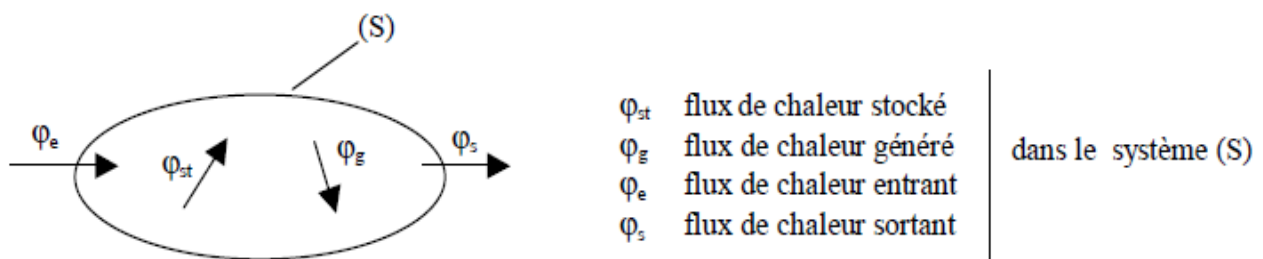 (S)
φe
φst
φg
φs
φst flux de chaleur stocké
φg flux de chaleur généré
φe flux de chaleur entrant
φs flux de chaleur sortant
dans le système (S)